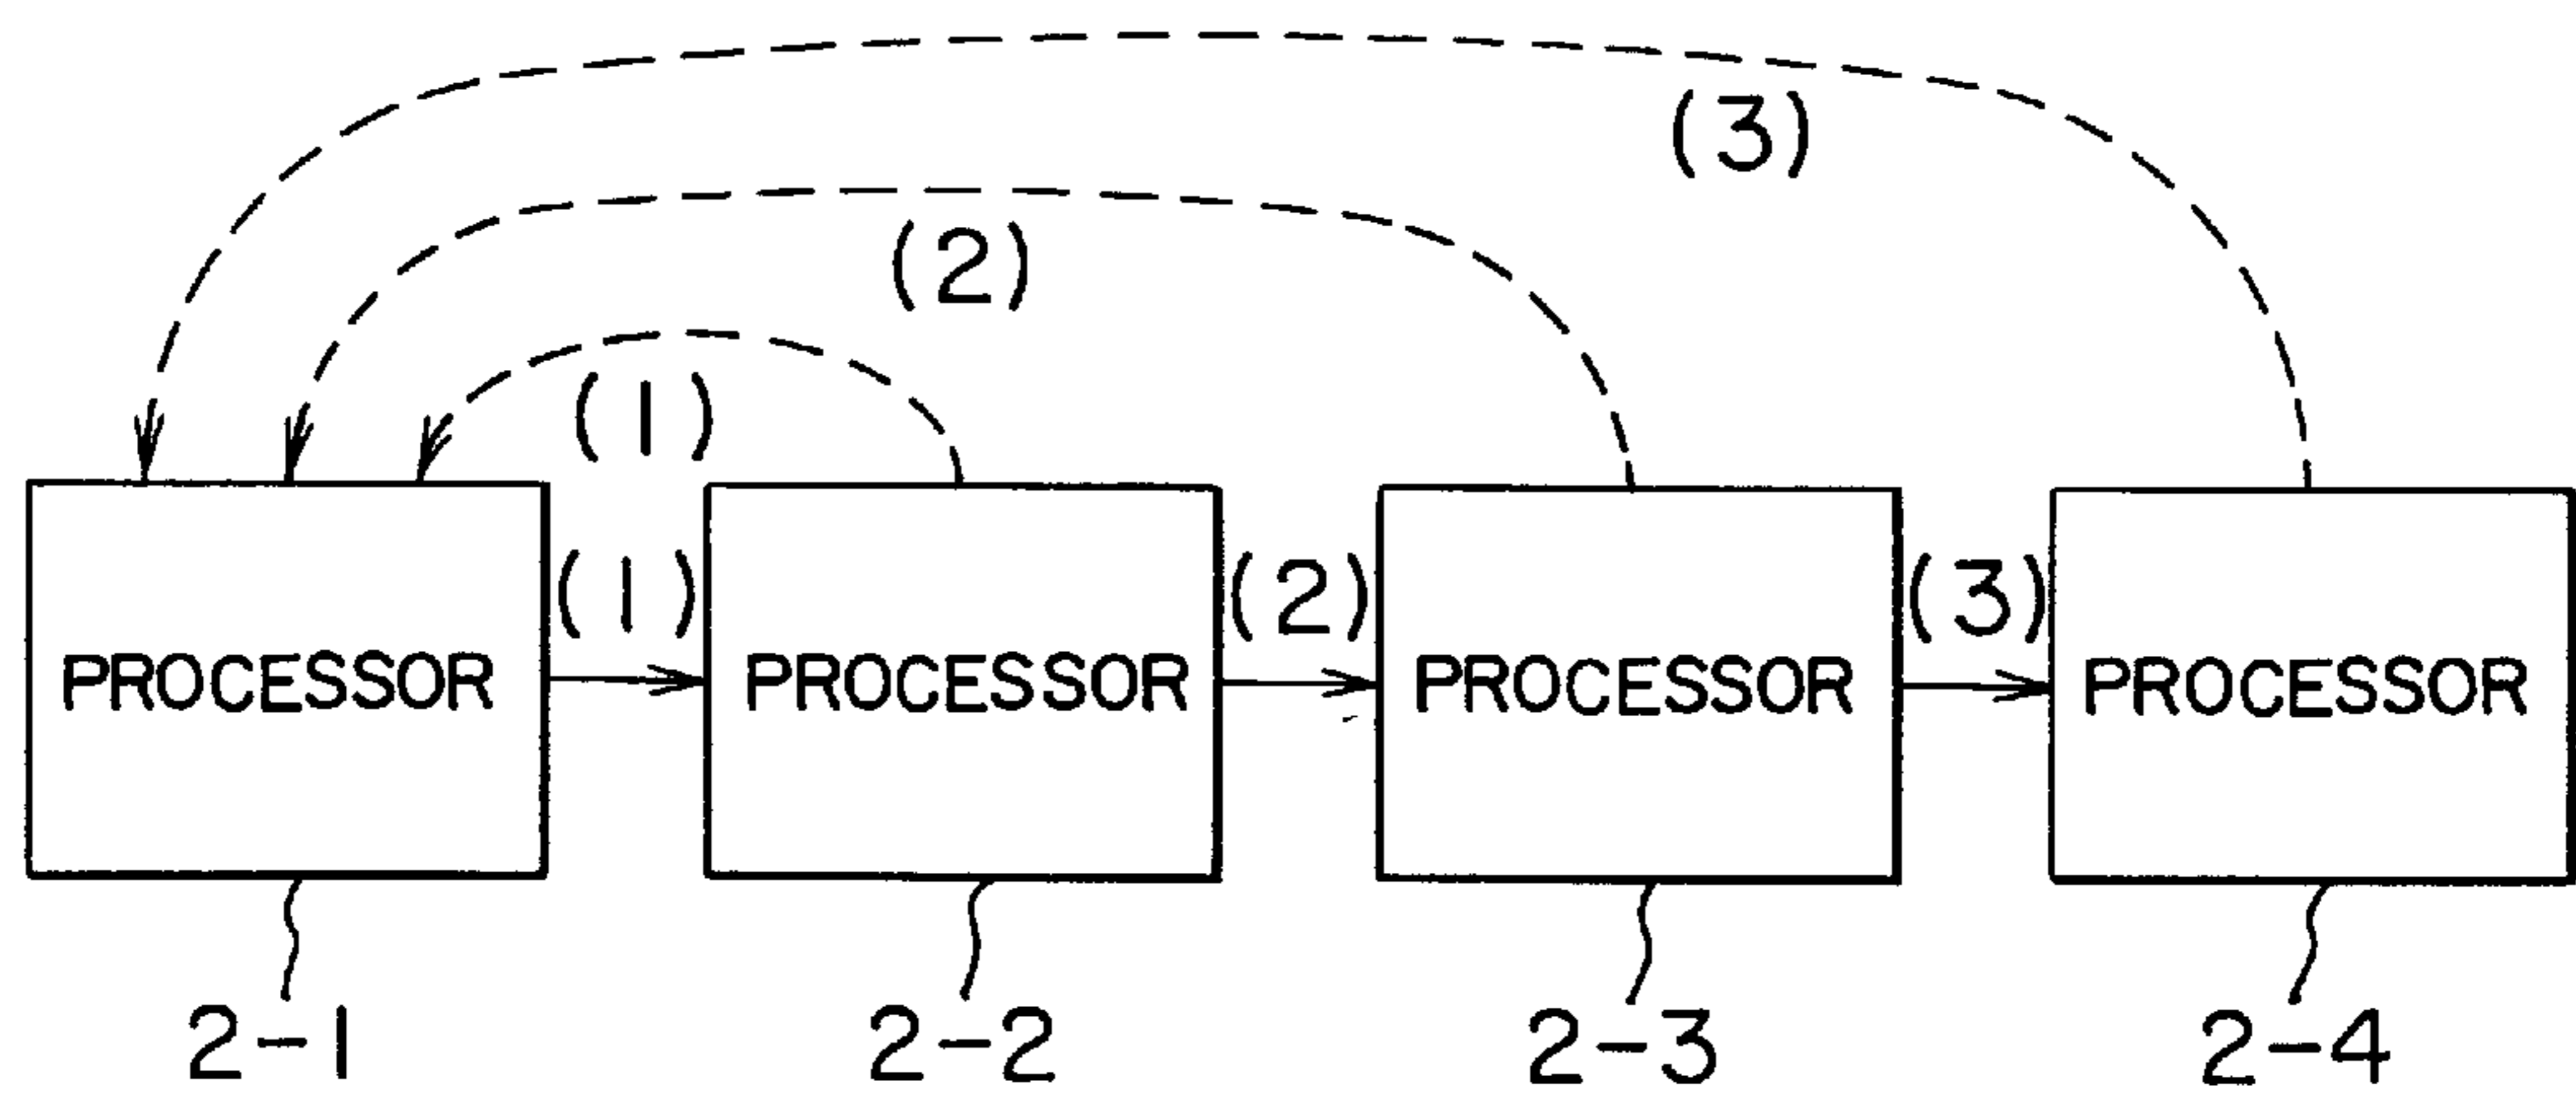 (3)
(2)
(1)
(1) (2) (3)
PROCESSOR PROCESSOR PROCESSOR PROCESSOR
2-1 2-2 2-3 2-4